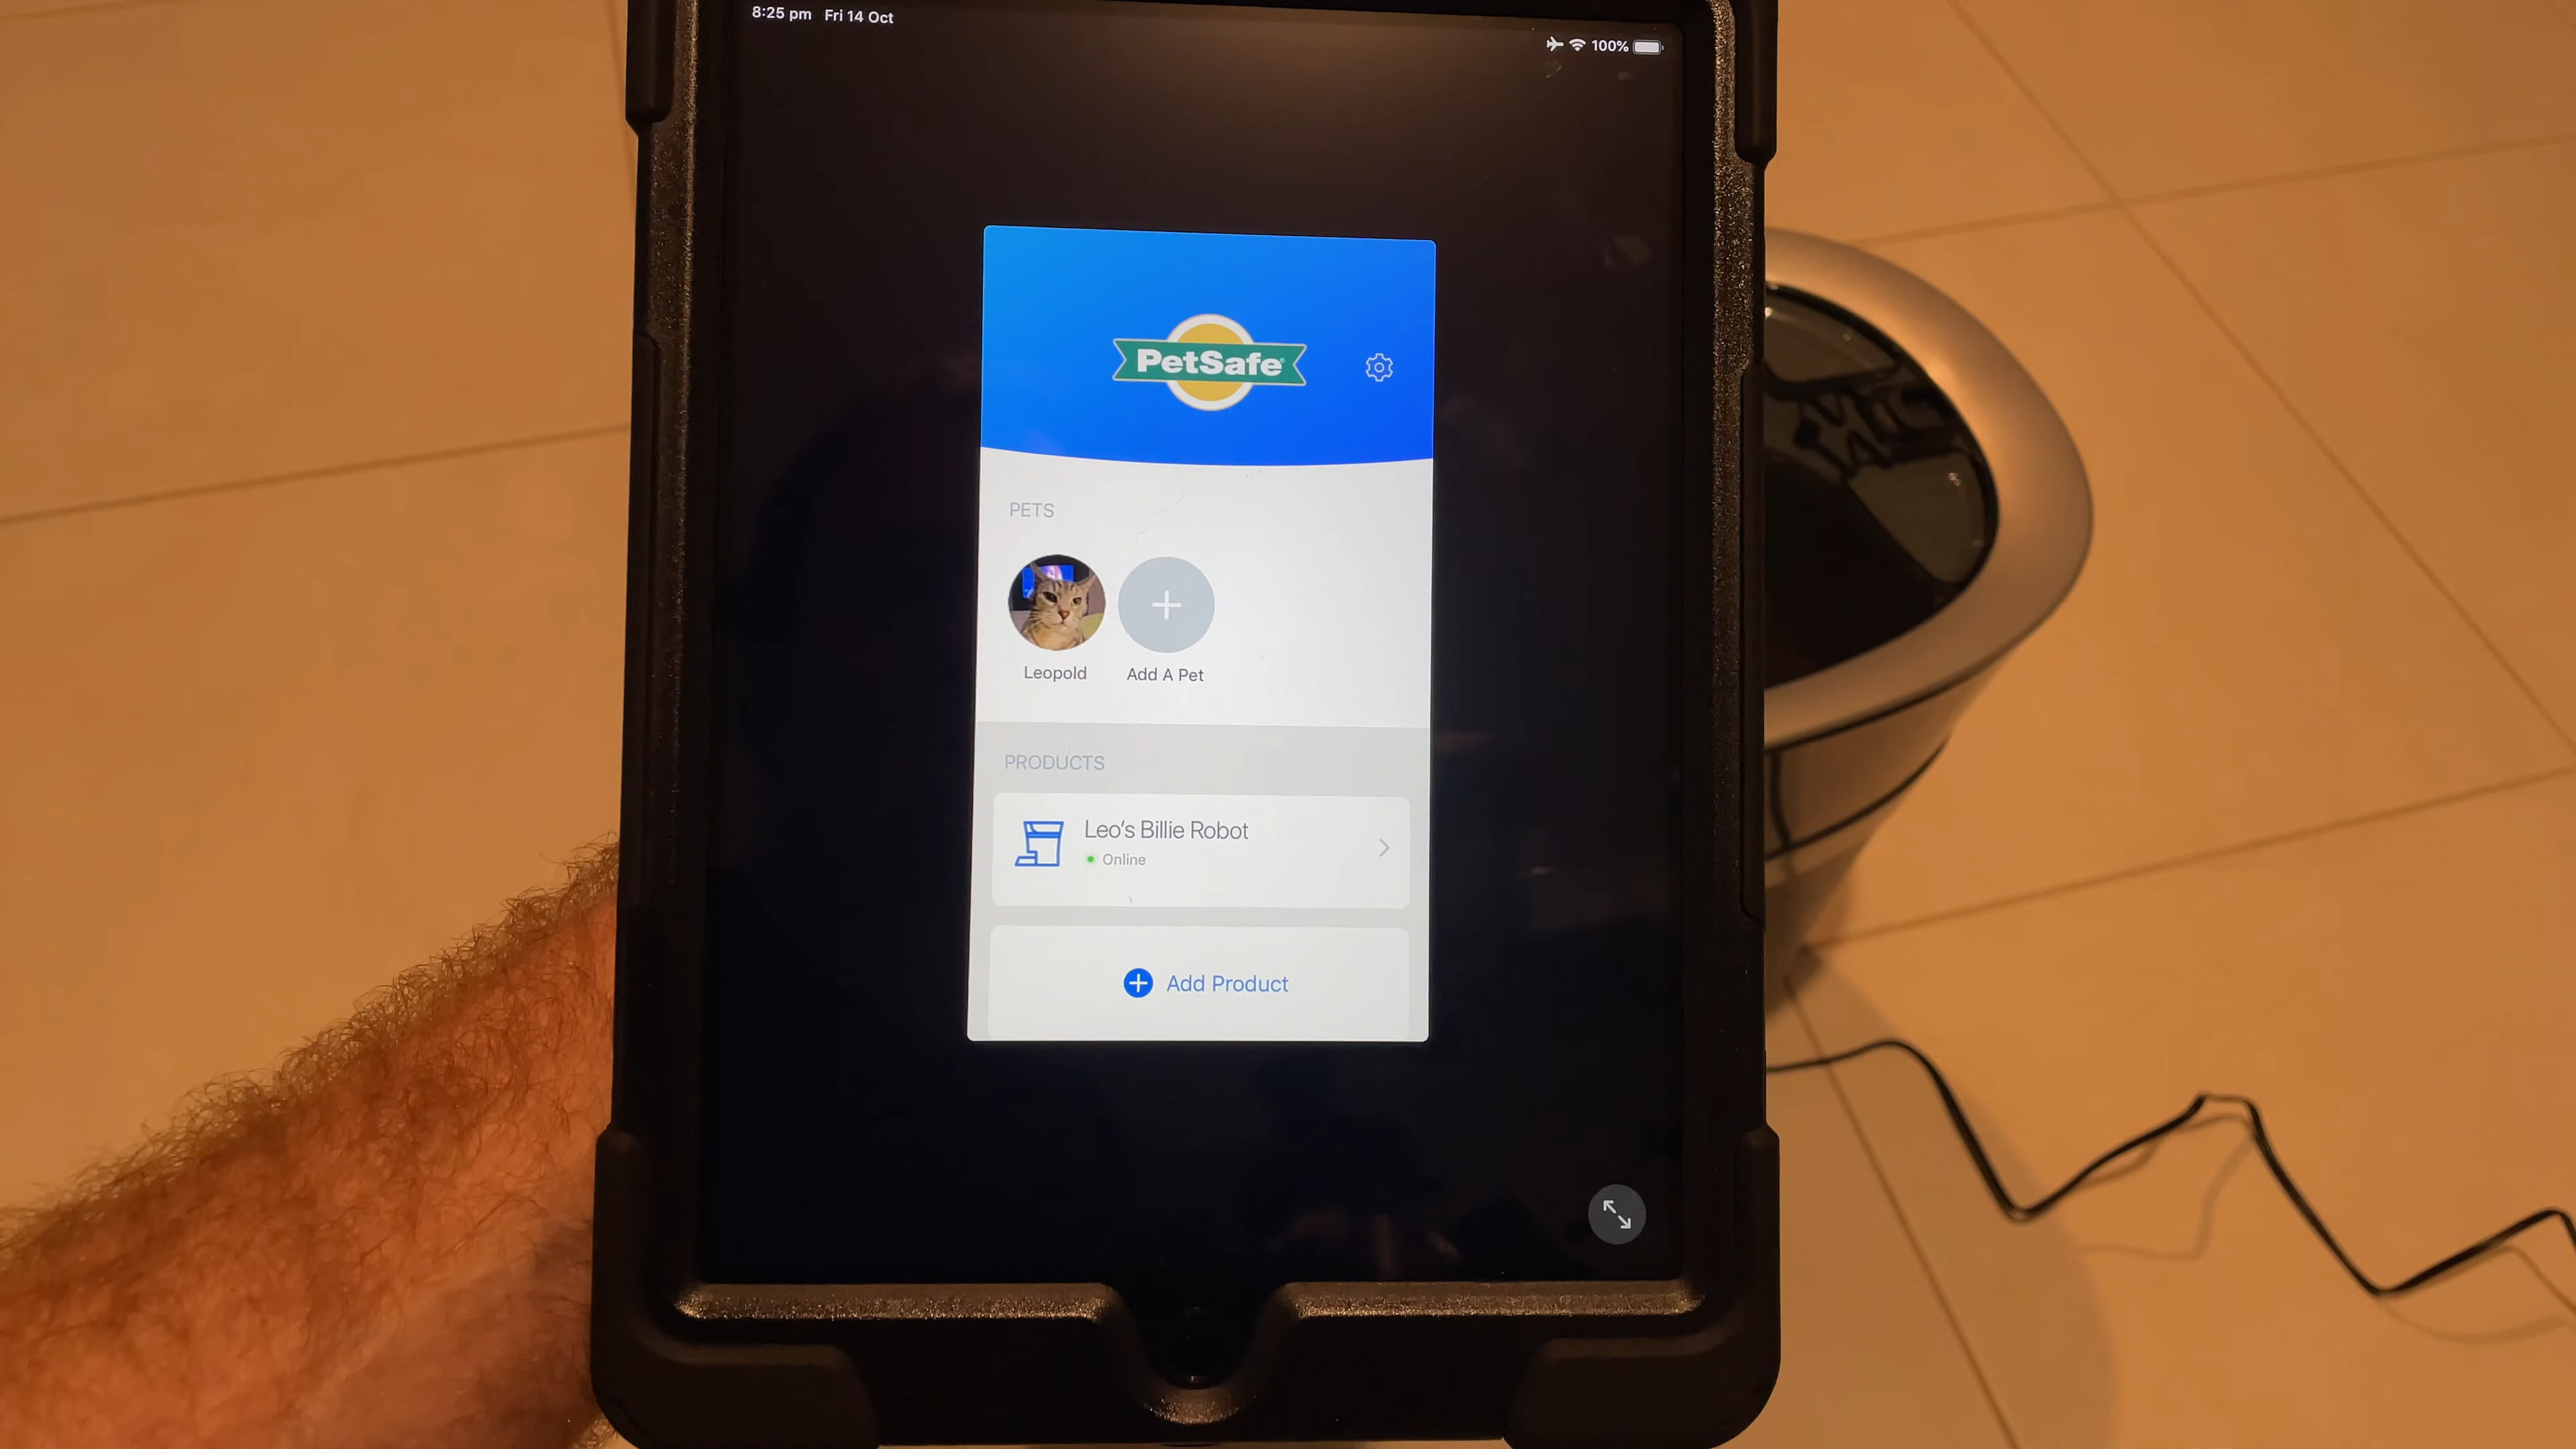 8:25 pm Fri 14 Oct
100%
PetSafe
PETS
Leopold
Add A Pet
PRODUCTS
Leo's Billie Robot
Online
Add Product